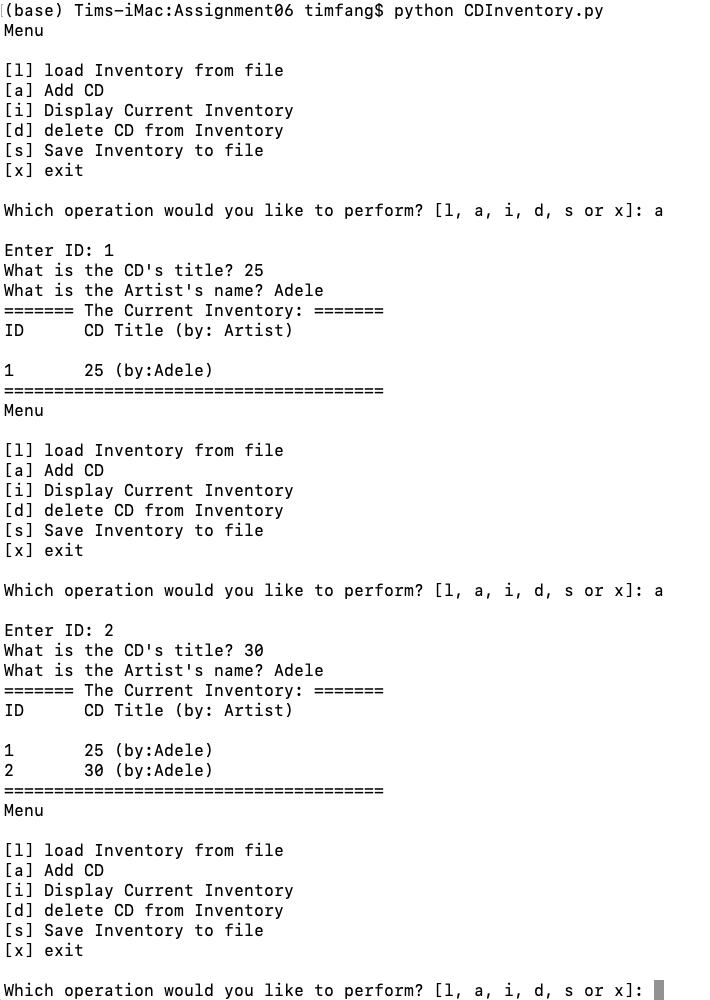 (base) Tims-iMac:Assignment06 timfang$ python CDInventory.py
Menu

[l] load Inventory from file
[a] Add CD
[i] Display Current Inventory
[d] delete CD from Inventory
[s] Save Inventory to file
[x] exit

Which operation would you like to perform? [l, a, i, d, s or x]: a

Enter ID: 1
What is the CD's title? 25
What is the Artist's name? Adele
======= The Current Inventory: =======
ID      CD Title (by: Artist)

1       25 (by:Adele)
======================================
Menu

[l] load Inventory from file
[a] Add CD
[i] Display Current Inventory
[d] delete CD from Inventory
[s] Save Inventory to file
[x] exit

Which operation would you like to perform? [l, a, i, d, s or x]: a

Enter ID: 2
What is the CD's title? 30
What is the Artist's name? Adele
======= The Current Inventory: =======
ID      CD Title (by: Artist)

1       25 (by:Adele)
2       30 (by:Adele)
======================================
Menu

[l] load Inventory from file
[a] Add CD
[i] Display Current Inventory
[d] delete CD from Inventory
[s] Save Inventory to file
[x] exit

Which operation would you like to perform? [l, a, i, d, s or x]: